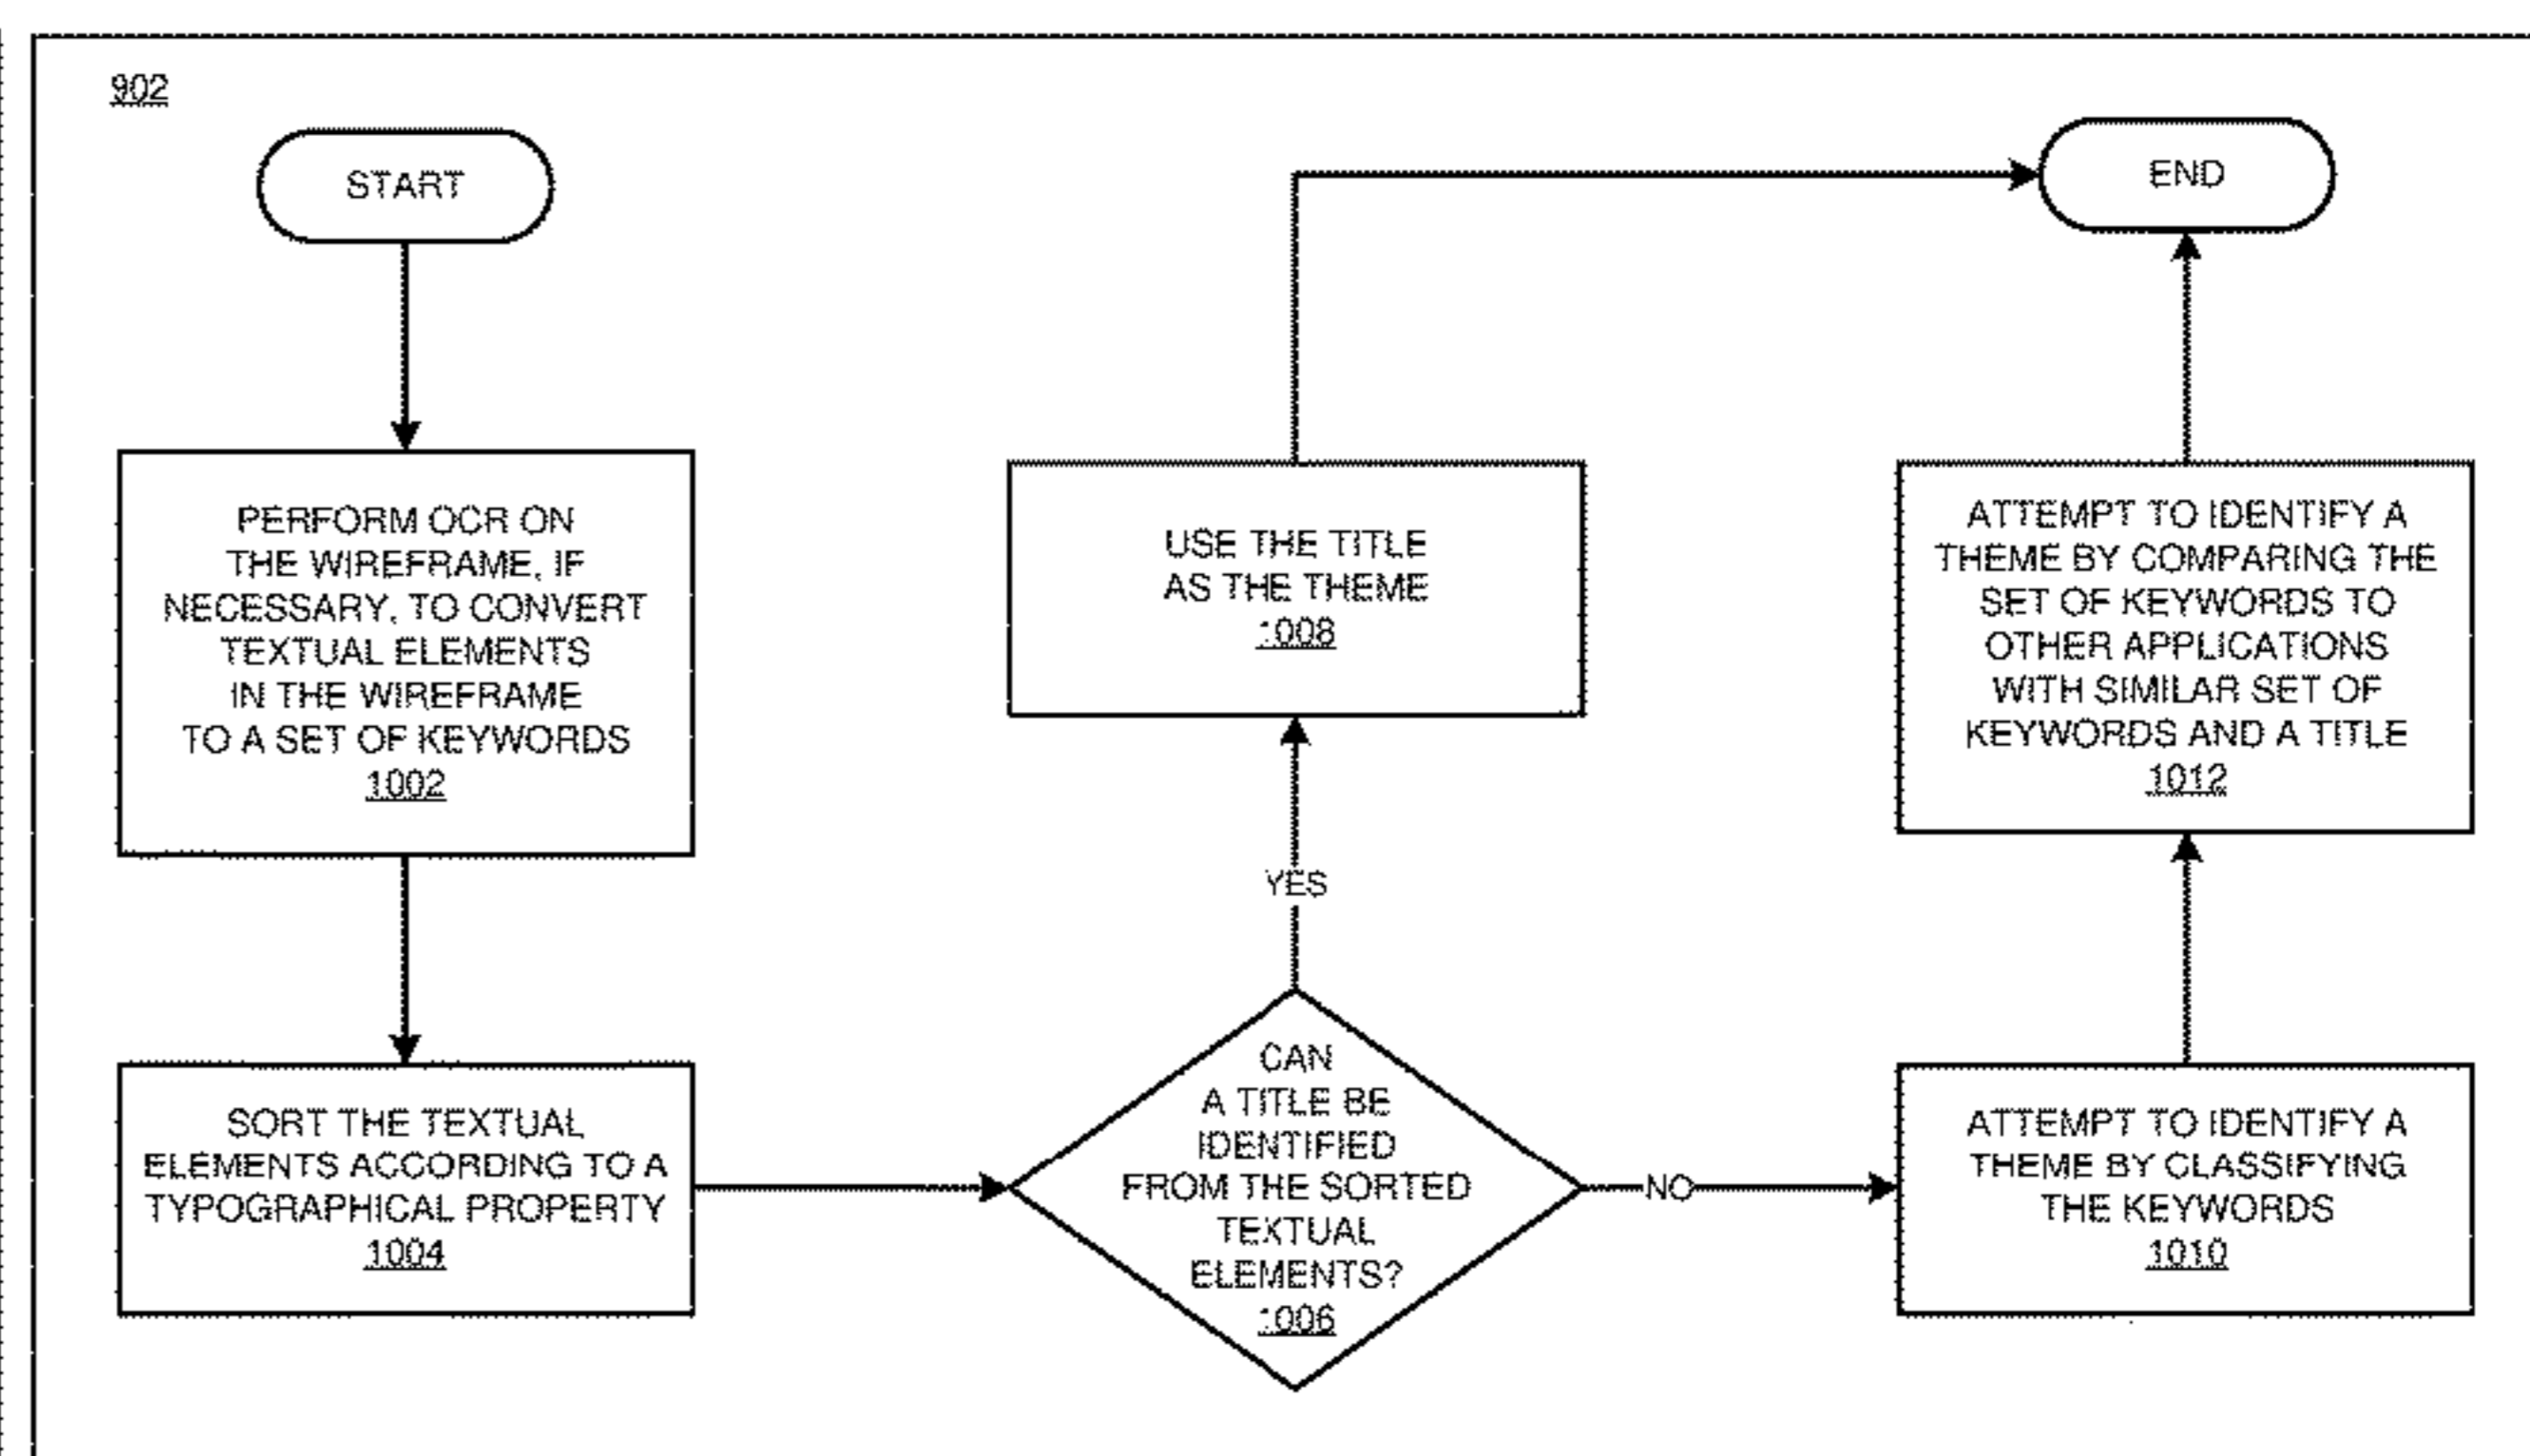 902
START
PERFORM OCR ON
THE WIREFRAME, IF
NECESSARY, TO CONVERT
TEXTUAL ELEMENTS
IN THE WIREFRAME
TO A SET OF KEYWORDS
1002
SORT THE TEXTUAL
ELEMENTS ACCORDING TO A
TYPOGRAPHICAL PROPERTY
1004
CAN
A TITLE BE
IDENTIFIED
FROM THE SORTED
TEXTUAL
ELEMENTS?
1006
YES
USE THE TITLE
AS THE THEME
1008
NO
ATTEMPT TO IDENTIFY A
THEME BY CLASSIFYING
THE KEYWORDS
1010
ATTEMPT TO IDENTIFY A
THEME BY COMPARING THE
SET OF KEYWORDS TO
OTHER APPLICATIONS
WITH SIMILAR SET OF
KEYWORDS AND A TITLE
1012
END